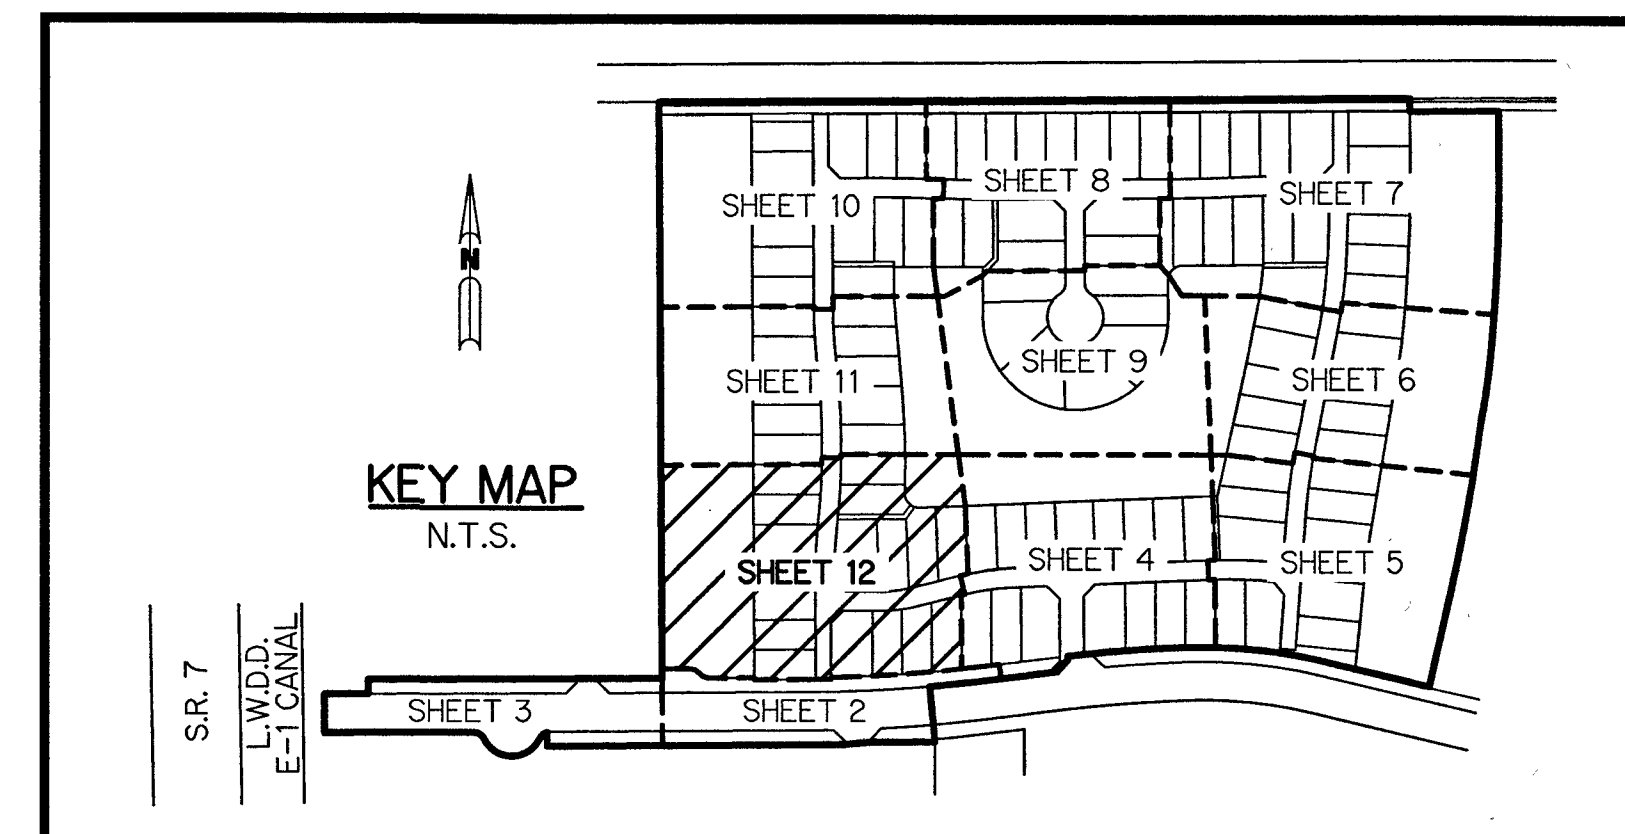 SHEET 8
SHEET 7
SHEET 10
N
SHEET 9
SHEET 11
SHEET 6
KEY MAP
N.T.S.
SHEET 4
SHEET 5
SHEET 12
S.R. 7
L.W.D.D.
E-1 CANAL
SHEET 3
SHEET 2